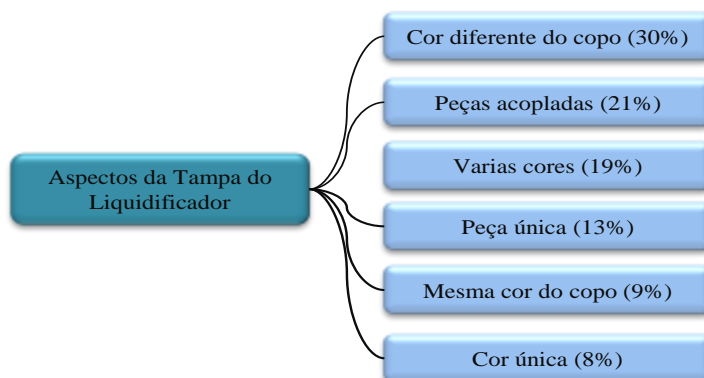 Cor diferente do copo (30%)
Peças acopladas (21%)
Aspectos da Tampa do
Liquidificador
Varias cores (19%)
Peça única (13%)
Mesma cor do copo (9%)
Cor única (8%)